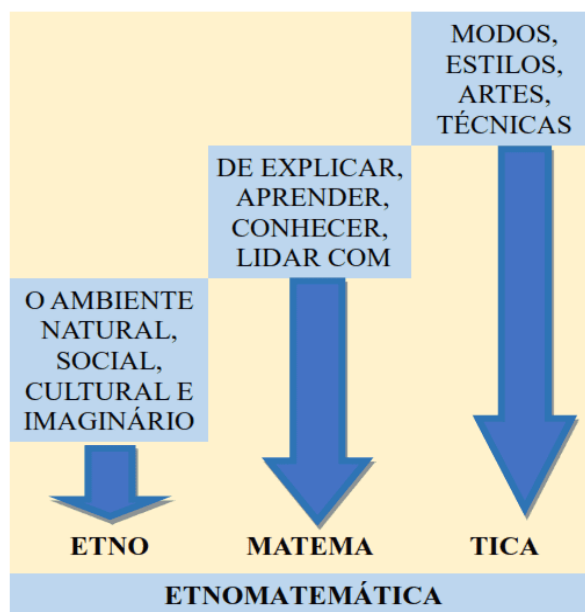 MODOS,
ESTILOS,
ARTES,
TÉCNICAS
DE EXPLICAR,
APRENDER,
CONHECER,
LIDAR COM
O AMBIENTE
NATURAL,
SOCIAL,
CULTURAL E
IMAGINÁRIO
ETNO MATEMA TICA
ETNOMATEMÁTICA